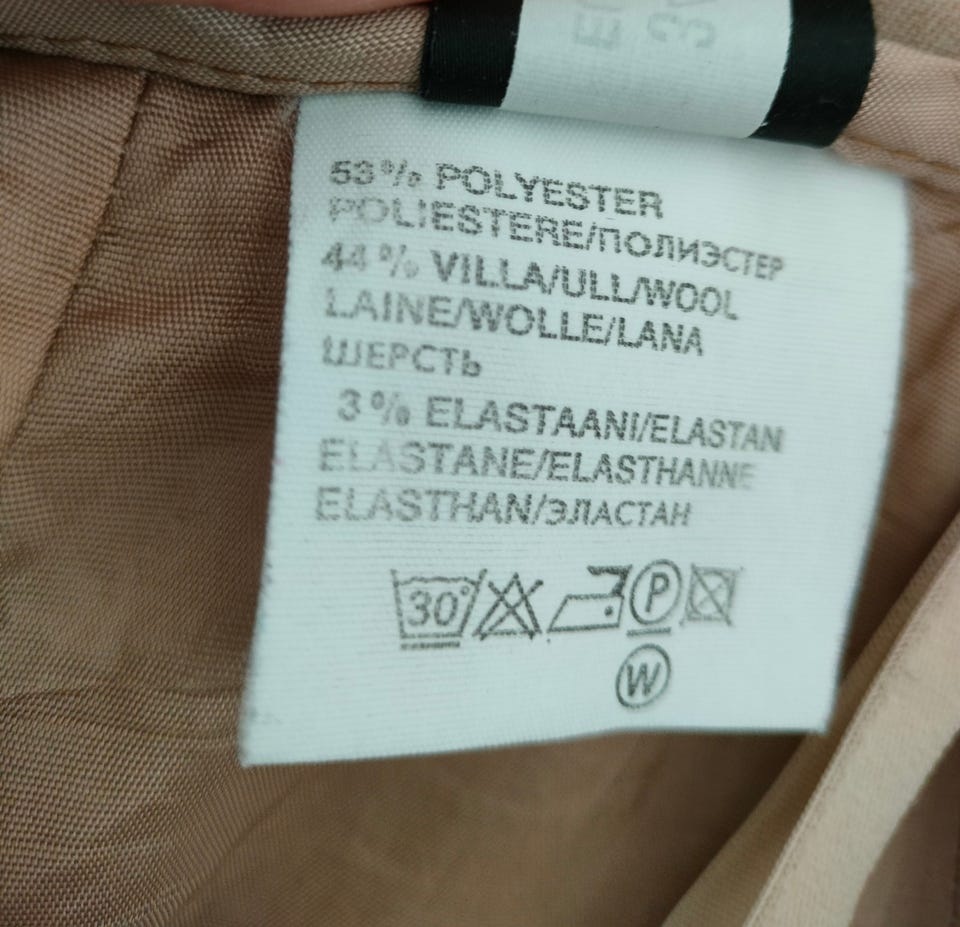 53% POLYESTER
POLIESTERE/ПОЛИЭСТЕР
44% VILLA/ULL/WOOL
LAINE/WOLLE/LANA
ШЕРСТЬ
3% ELASTAANI/ELASTAN
ELASTANE/ELASTHANNE
ELASTHAN/ЭЛАСТАН
30° P
W